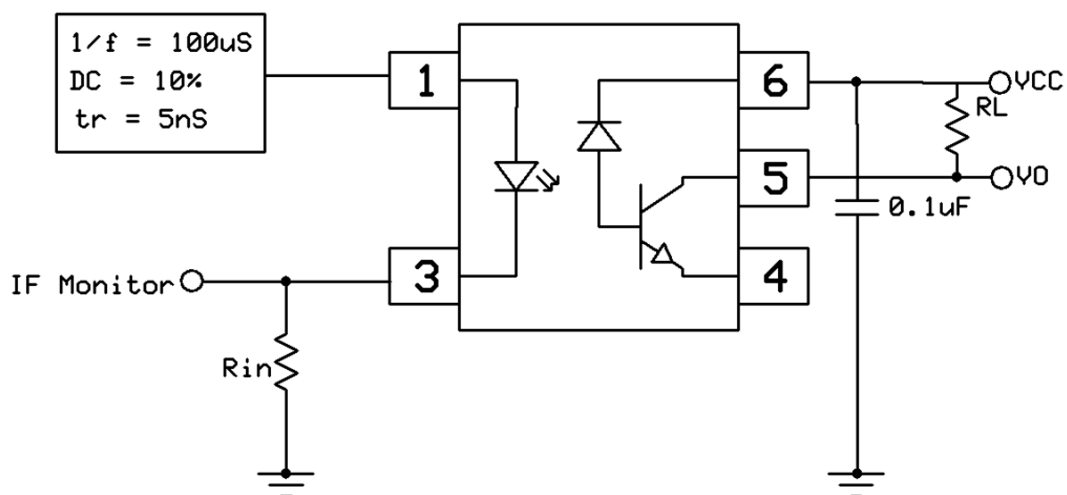 1/f = 100uS
DC = 10%
tr = 5nS
1
3
6
5
4
VCC
RL
VO
0.1uF
IF Monitor
Rin